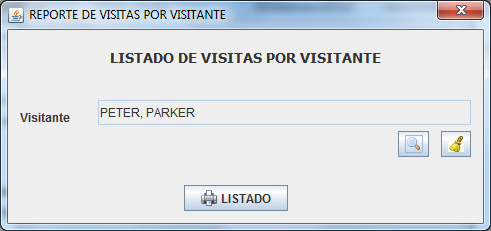 REPORTE DE VISITAS POR VISITANTE
LISTADO DE VISITAS POR VISITANTE
Visitante PETER, PARKER
LISTADO